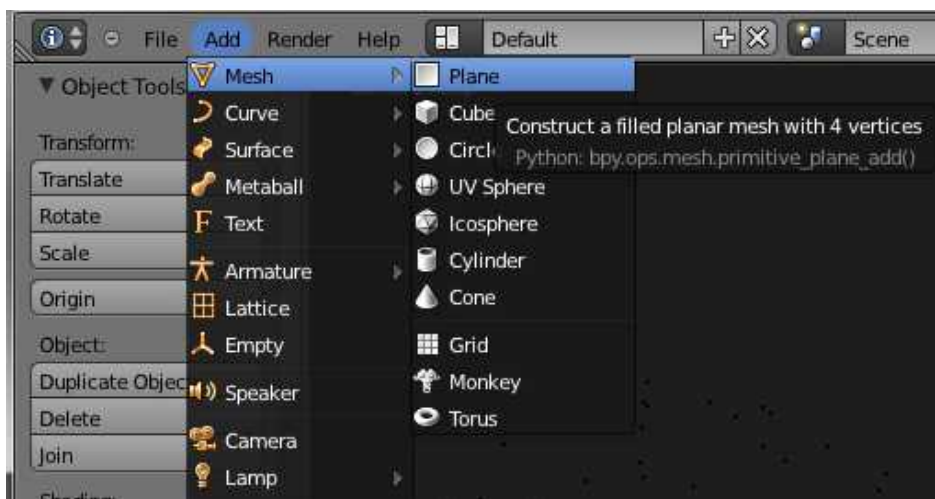 File Add Render Help Default Scene
Object Tools
Transform:
Translate
Rotate
Scale
Origin
Object:
Duplicate Objec
Delete
Join
Mesh
Curve
Surface
Metaball
Text
Armature
Lattice
Empty
Speaker
Camera
Lamp
Plane
Cube
Circl
UV Sphere
Icosphere
Cylinder
Cone
Grid
Monkey
Torus
Construct a filled planar mesh with 4 vertices
Python: bpy.ops.mesh.primitive_plane_add()